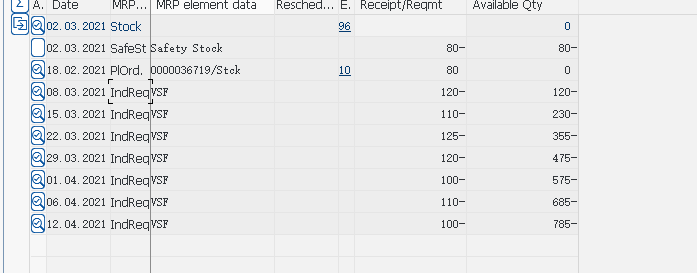 A. Date MRP... MRP element data Resched... E. Receipt/Reqmt Available Qty
02.03.2021 Stock 96 0
02.03.2021 SafeSt Safety Stock 80- 80-
18.02.2021 PlOrd. 0000036719/Stck 10 80 0
08.03.2021 IndReq VSF 120- 120-
15.03.2021 IndReq VSF 110- 230-
22.03.2021 IndReq VSF 125- 355-
29.03.2021 IndReq VSF 120- 475-
01.04.2021 IndReq VSF 100- 575-
06.04.2021 IndReq VSF 110- 685-
12.04.2021 IndReq VSF 100- 785-